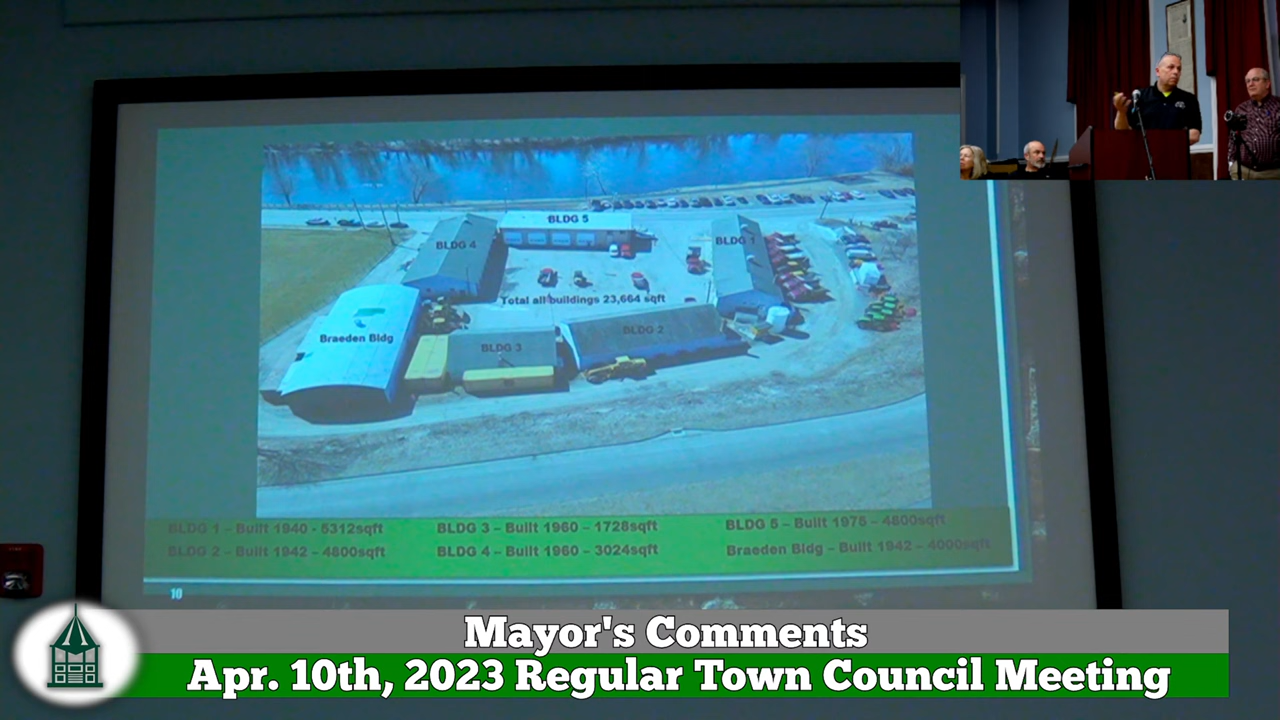 BLDG 5
BLDG 4
BLDG 1
Total all buildings 23,664 sqft
BLDG 2
Braeden Bldg
BLDG 3
BLDG 1 – Built 1940 - 5312sqft
BLDG 3 – Built 1960 – 1728sqft
BLDG 5 – Built 1975 – 4800sqft
BLDG 2 – Built 1942 – 4800sqft
BLDG 4 – Built 1960 – 3024sqft
Braeden Bldg – Built 1942 – 4000sqft
10
Mayor's Comments
Apr. 10th, 2023 Regular Town Council Meeting